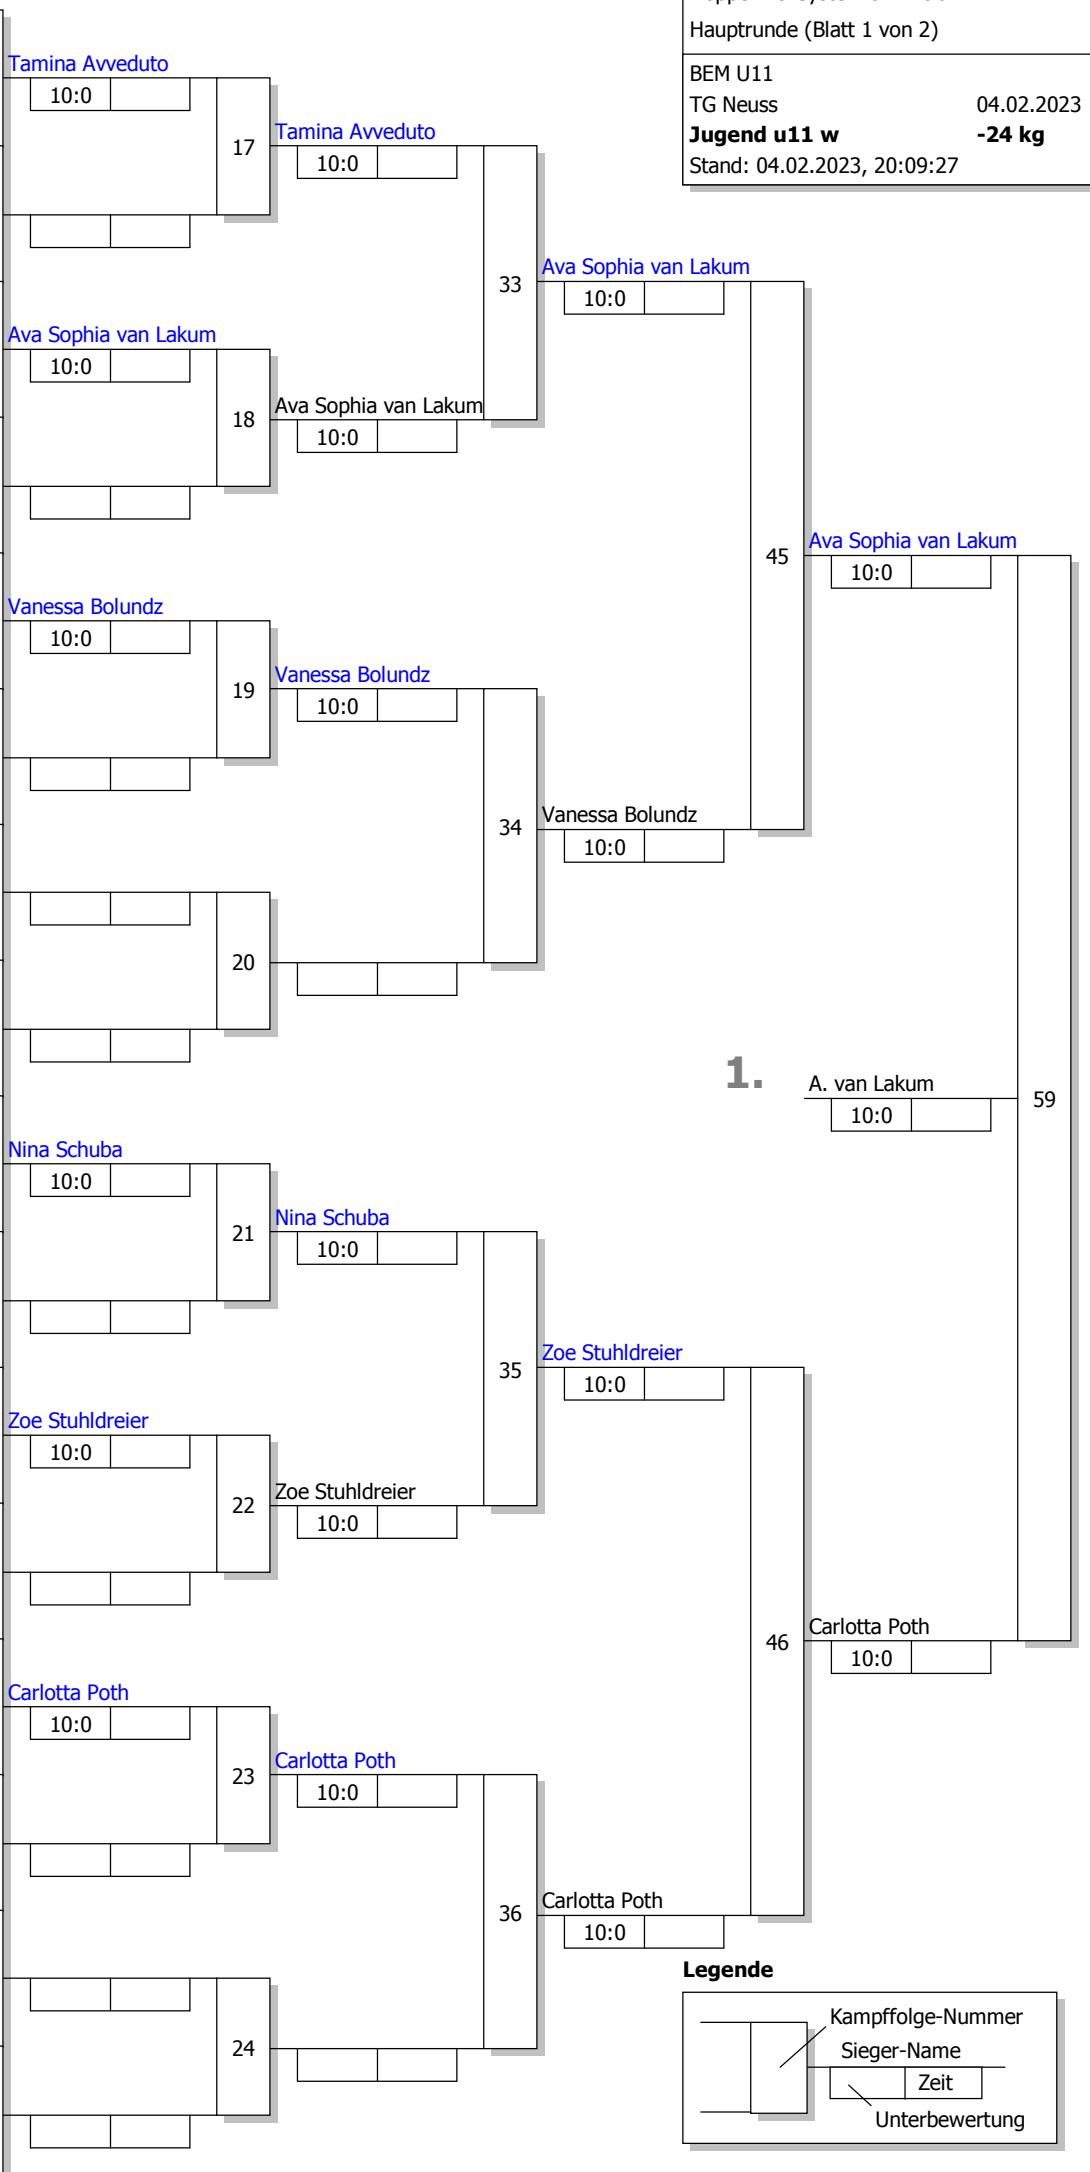 Hauptrunde (Blatt 1 von 2)
BEM U11
TG Neuss 04.02.2023
Jugend u11 w -24 kg
Stand: 04.02.2023, 20:09:27
Tamina Avveduto
10:0
17
Tamina Avveduto
10:0
33
Ava Sophia van Lakum
10:0
Ava Sophia van Lakum
10:0
18
Ava Sophia van Lakum
10:0
45
Ava Sophia van Lakum
10:0
Vanessa Bolundz
10:0
19
Vanessa Bolundz
10:0
34
Vanessa Bolundz
10:0
20
1.
A. van Lakum
10:0
59
Nina Schuba
10:0
21
Nina Schuba
10:0
35
Zoe Stuhldreier
10:0
Zoe Stuhldreier
10:0
22
Zoe Stuhldreier
10:0
46
Carlotta Poth
10:0
Carlotta Poth
10:0
23
Carlotta Poth
10:0
36
Carlotta Poth
10:0
24
Legende
Kampffolge-Nummer
Sieger-Name
Zeit
Unterbewertung